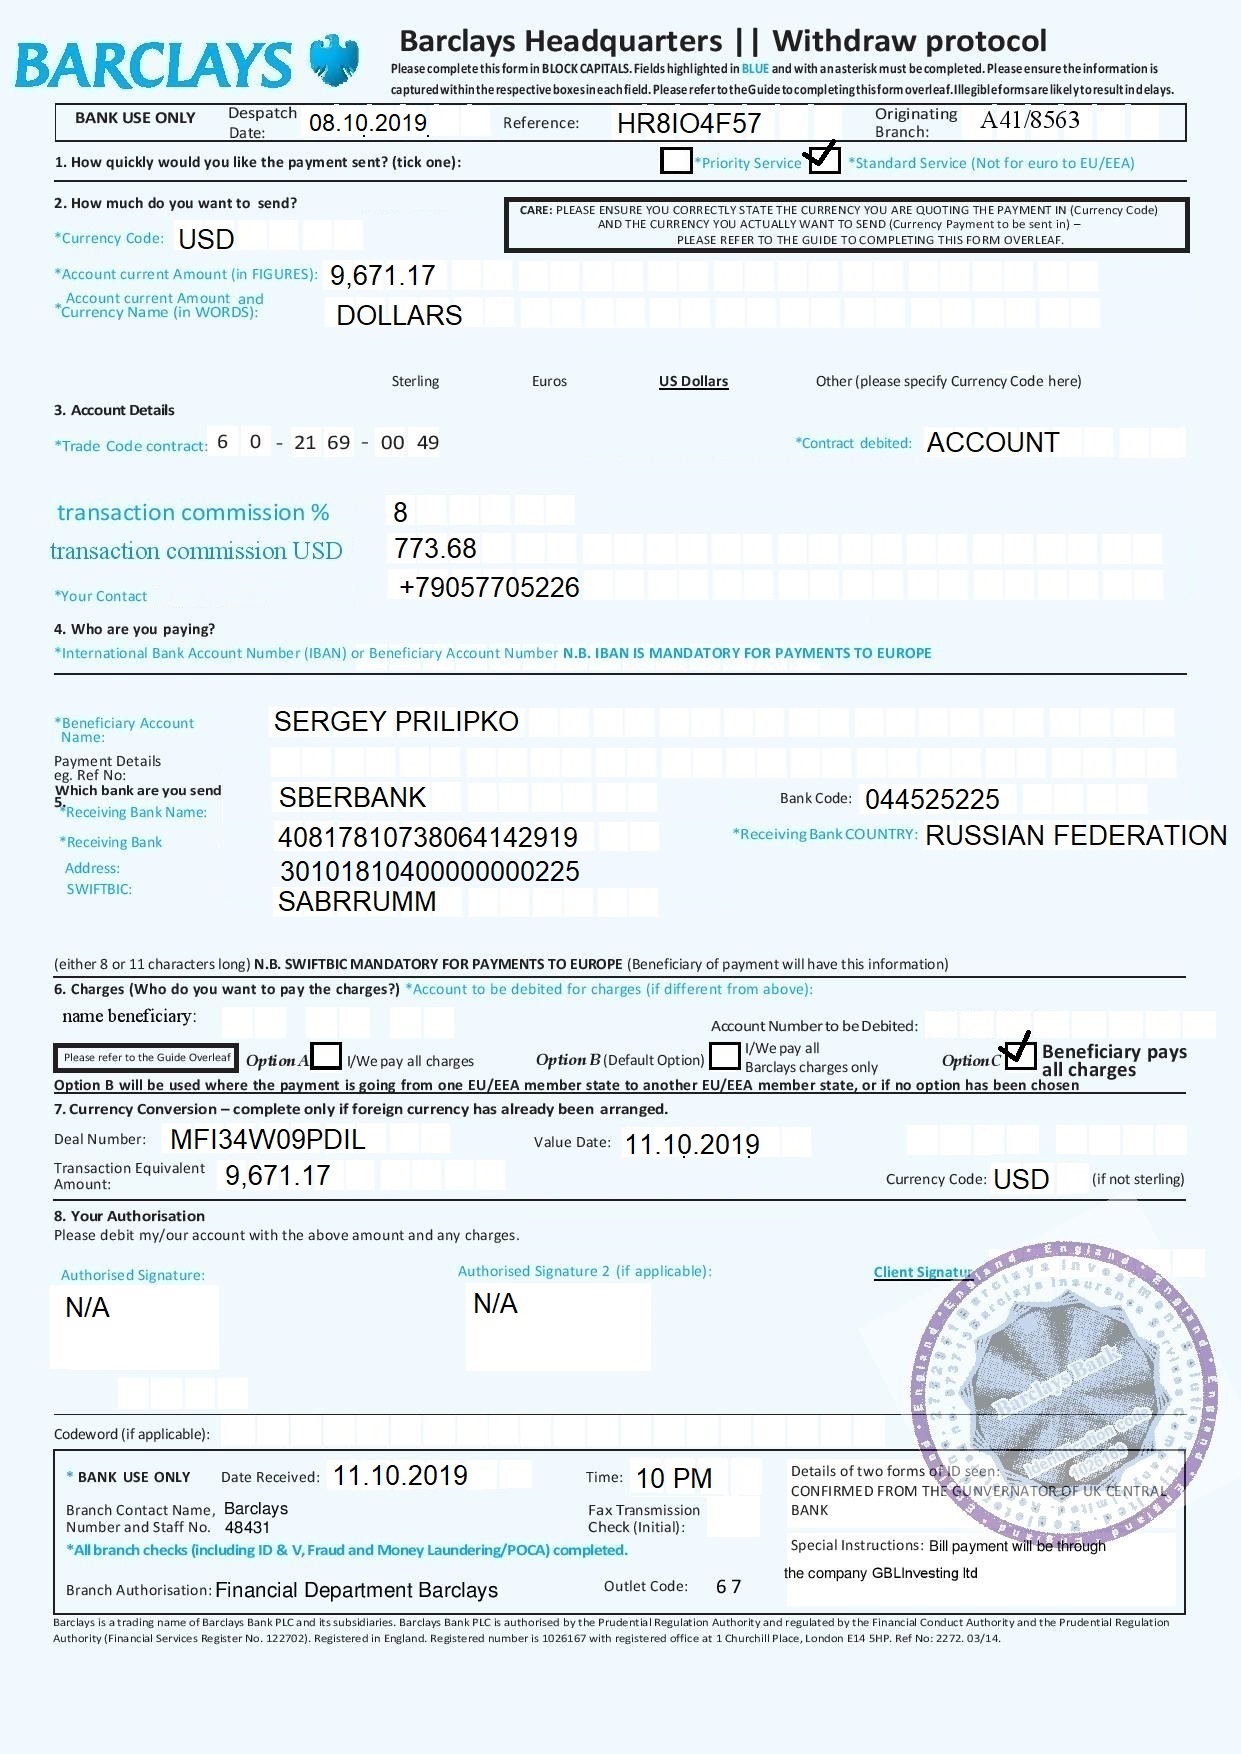 BARCLAYS
Barclays Headquarters || Withdraw protocol
Please complete this form in BLOCK CAPITALS. Fields highlighted in BLUE and with an asterisk must be completed. Please ensure the information is
captured within the respective boxes in each field. Please refer to the Guide to completing this form overleaf. Illegible forms are likely to result in delays.
BANK USE ONLY Despatch Date: 08.10.2019 Reference: HR8IO4F57 Originating Branch: A41/8563
1. How quickly would you like the payment sent? (tick one): *Priority Service *Standard Service (Not for euro to EU/EEA)
2. How much do you want to send?
CARE: PLEASE ENSURE YOU CORRECTLY STATE THE CURRENCY YOU ARE QUOTING THE PAYMENT IN (Currency Code)
AND THE CURRENCY YOU ACTUALLY WANT TO SEND (Currency Payment to be sent in) –
PLEASE REFER TO THE GUIDE TO COMPLETING THIS FORM OVERLEAF.
*Currency Code: USD
*Account current Amount (in FIGURES): 9,671.17
Account current Amount and
*Currency Name (in WORDS): DOLLARS
Sterling Euros US Dollars Other (please specify Currency Code here)
3. Account Details
*Trade Code contract: 6 0 - 21 69 - 00 49 *Contract debited: ACCOUNT
transaction commission % 8
transaction commission USD 773.68
*Your Contact +79057705226
4. Who are you paying?
*International Bank Account Number (IBAN) or Beneficiary Account Number N.B. IBAN IS MANDATORY FOR PAYMENTS TO EUROPE
*Beneficiary Account Name: SERGEY PRILIPKO
Payment Details
eg. Ref No:
Which bank are you send
5.
*Receiving Bank Name: SBERBANK Bank Code: 044525225
*Receiving Bank 40817810738064142919 *Receiving Bank COUNTRY: RUSSIAN FEDERATION
Address: 30101810400000000225
SWIFTBIC: SABRRUMM
(either 8 or 11 characters long) N.B. SWIFTBIC MANDATORY FOR PAYMENTS TO EUROPE (Beneficiary of payment will have this information)
6. Charges (Who do you want to pay the charges?) *Account to be debited for charges (if different from above):
name beneficiary:
Account Number to be Debited:
Please refer to the Guide Overleaf Option A I/We pay all charges Option B (Default Option) I/We pay all Barclays charges only Option C Beneficiary pays all charges
Option B will be used where the payment is going from one EU/EEA member state to another EU/EEA member state, or if no option has been chosen
7. Currency Conversion – complete only if foreign currency has already been arranged.
Deal Number: MFI34W09PDIL Value Date: 11.10.2019
Transaction Equivalent Amount: 9,671.17 Currency Code: USD (if not sterling)
8. Your Authorisation
Please debit my/our account with the above amount and any charges.
Authorised Signature: Authorised Signature 2 (if applicable): Client Signatur
N/A N/A
Barclays Bank
Codeword (if applicable):
* BANK USE ONLY Date Received: 11.10.2019 Time: 10 PM
Details of two forms of ID seen:
CONFIRMED FROM THE GUNVERNATOR OF UK CENTRAL
BANK
Branch Contact Name, Barclays Fax Transmission
Number and Staff No. 48431 Check (Initial):
*All branch checks (including ID & V, Fraud and Money Laundering/POCA) completed.
Special Instructions: Bill payment will be through
the company GBLInvesting ltd
Branch Authorisation: Financial Department Barclays Outlet Code: 6 7
Barclays is a trading name of Barclays Bank PLC and its subsidiaries. Barclays Bank PLC is authorised by the Prudential Regulation Authority and regulated by the Financial Conduct Authority and the Prudential Regulation
Authority (Financial Services Register No. 122702). Registered in England. Registered number is 1026167 with registered office at 1 Churchill Place, London E14 5HP. Ref No: 2272. 03/14.